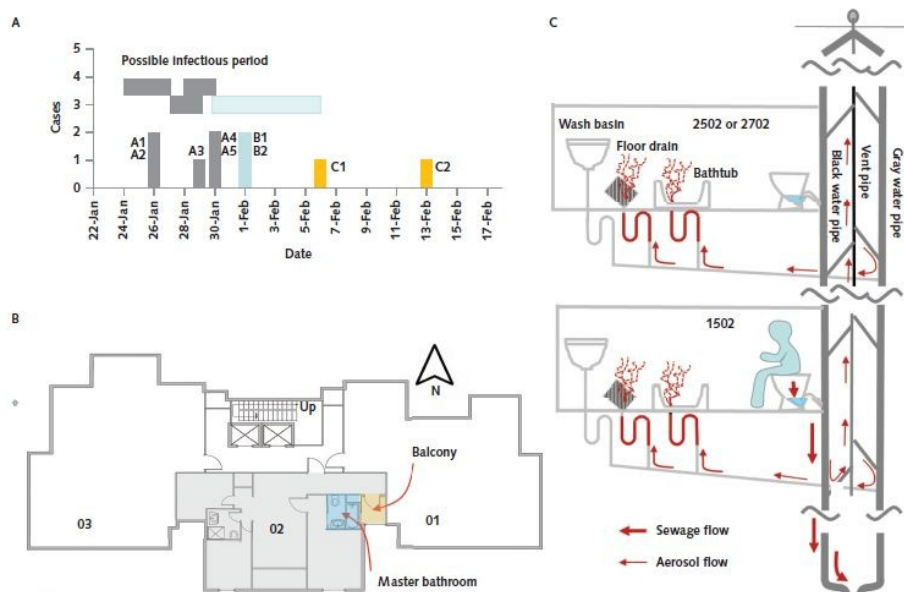 A
Possible infectious period
5
4
3
2
1
0
Cases
A1
A2
A3
A4
A5
B1
B2
C1
C2
22-Jan
24-Jan
26-Jan
28-Jan
30-Jan
1-Feb
3-Feb
5-Feb
7-Feb
9-Feb
11-Feb
13-Feb
15-Feb
17-Feb
Date
B
Up
N
Balcony
03
02
01
Master bathroom
C
Wash basin
2502 or 2702
Floor drain
Bathtub
Black water pipe
Vent pipe
Gray water pipe
1502
Sewage flow
Aerosol flow